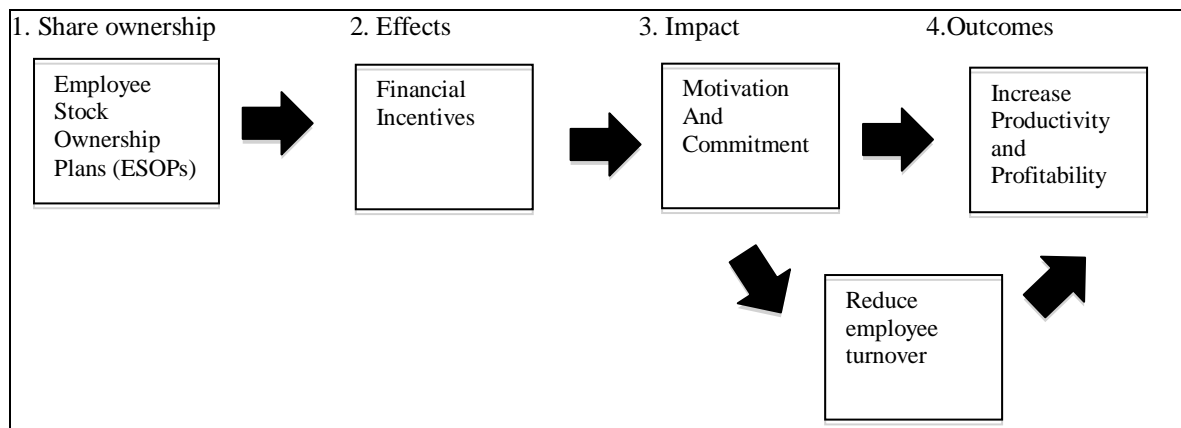 1. Share ownership
2. Effects
3. Impact
4.Outcomes
Employee
Stock
Ownership
Plans (ESOPs)
Financial
Incentives
Motivation
And
Commitment
Increase
Productivity
and
Profitability
Reduce
employee
turnover